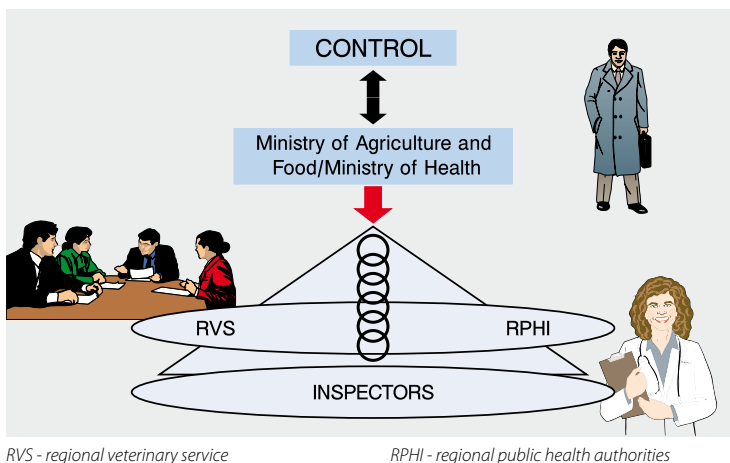 CONTROL
Ministry of Agriculture and
Food/Ministry of Health
RVS
RPHI
INSPECTORS
RVS - regional veterinary service
RPHI - regional public health authorities